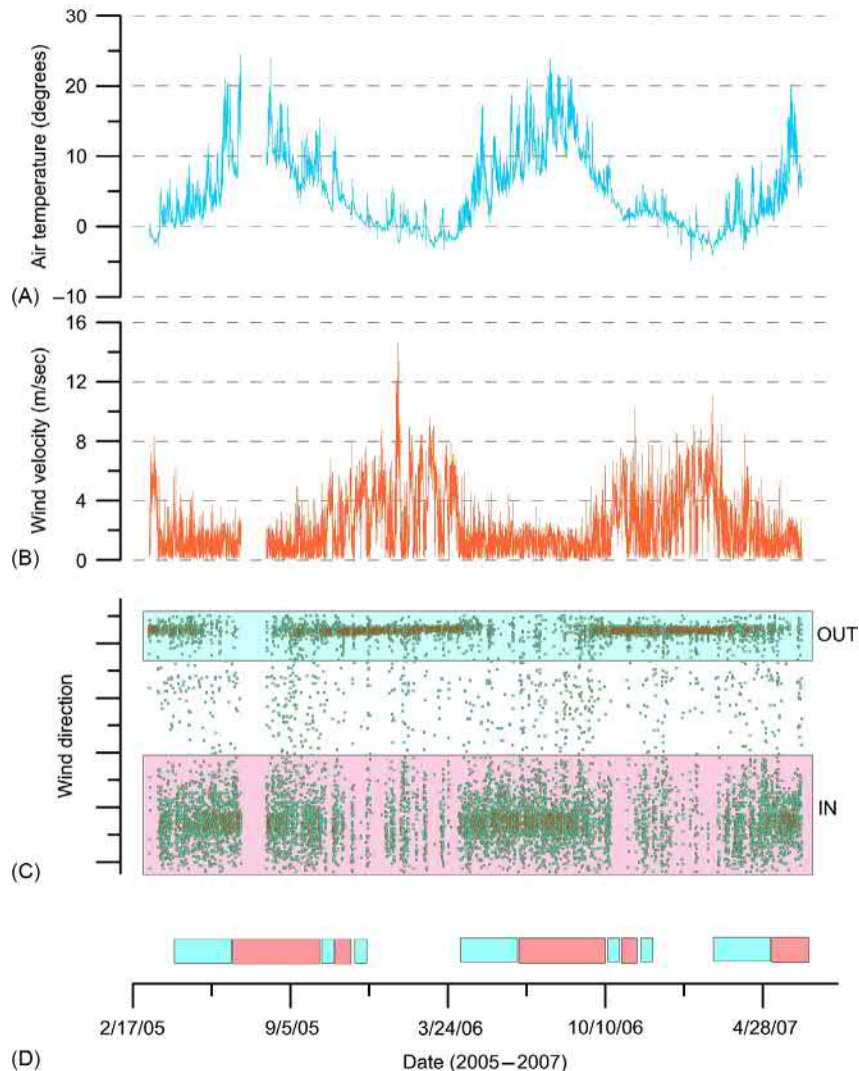 30
20
10
0
−10
Air temperature (degrees)
(A)
16
12
8
4
0
Wind velocity (m/sec)
(B)
OUT
IN
Wind direction
(C)
2/17/05 9/5/05 3/24/06 10/10/06 4/28/07
(D)
Date (2005−2007)